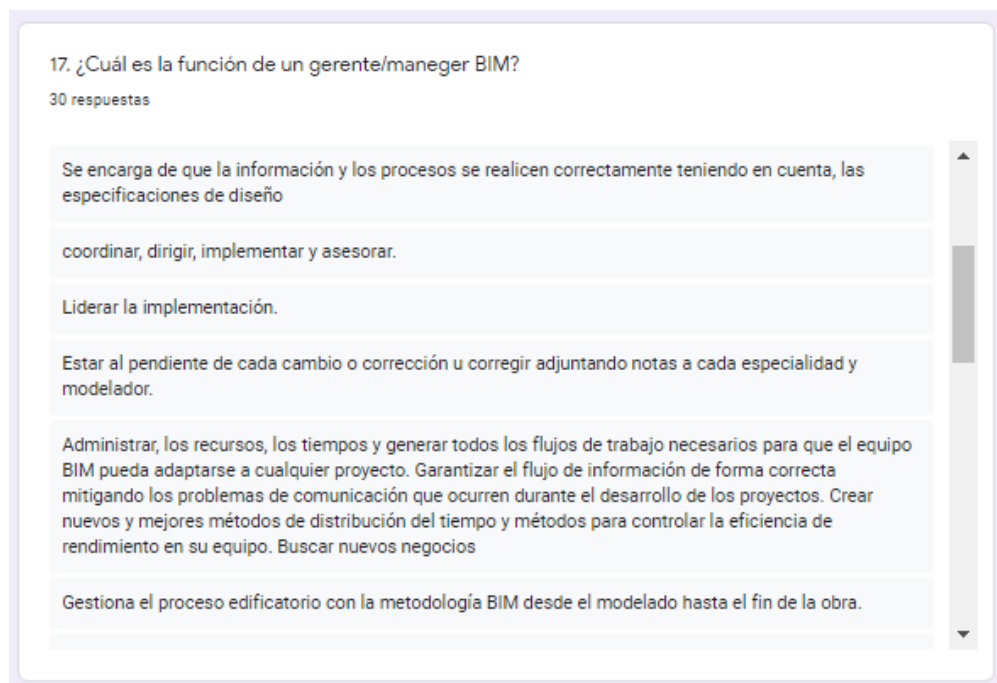 17. ¿Cuál es la función de un gerente/maneger BIM?
30 respuestas
Se encarga de que la información y los procesos se realicen correctamente teniendo en cuenta, las
especificaciones de diseño
coordinar, dirigir, implementar y asesorar.
Liderar la implementación.
Estar al pendiente de cada cambio o corrección u corregir adjuntando notas a cada especialidad y
modelador.
Administrar, los recursos, los tiempos y generar todos los flujos de trabajo necesarios para que el equipo
BIM pueda adaptarse a cualquier proyecto. Garantizar el flujo de información de forma correcta
mitigando los problemas de comunicación que ocurren durante el desarrollo de los proyectos. Crear
nuevos y mejores métodos de distribución del tiempo y métodos para controlar la eficiencia de
rendimiento en su equipo. Buscar nuevos negocios
Gestiona el proceso edificatorio con la metodología BIM desde el modelado hasta el fin de la obra.